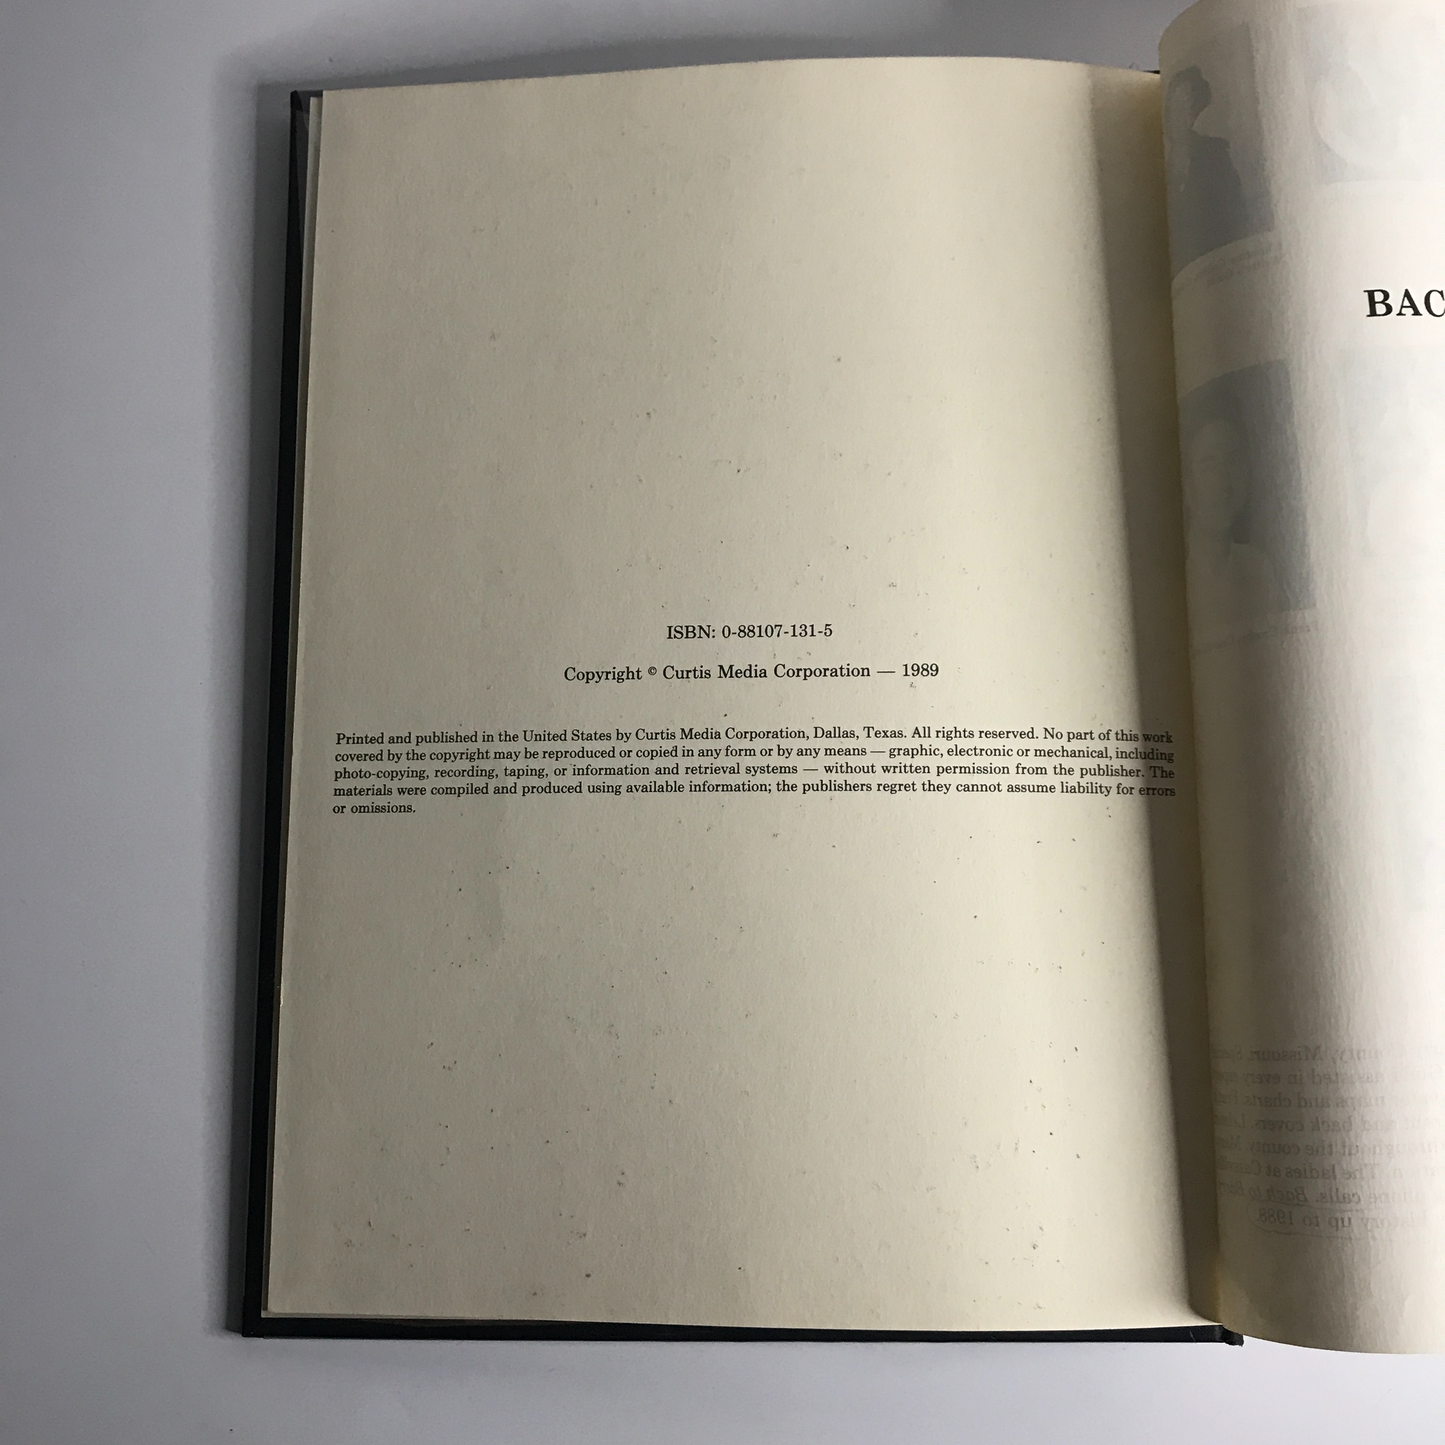 ISBN: 0-88107-131-5
Copyright © Curtis Media Corporation — 1989
Printed and published in the United States by Curtis Media Corporation, Dallas, Texas. All rights reserved. No part of this work
covered by the copyright may be reproduced or copied in any form or by any means — graphic, electronic or mechanical, including
photo-copying, recording, taping, or information and retrieval systems — without written permission from the publisher. The
materials were compiled and produced using available information; the publishers regret they cannot assume liability for errors
or omissions.
BAC